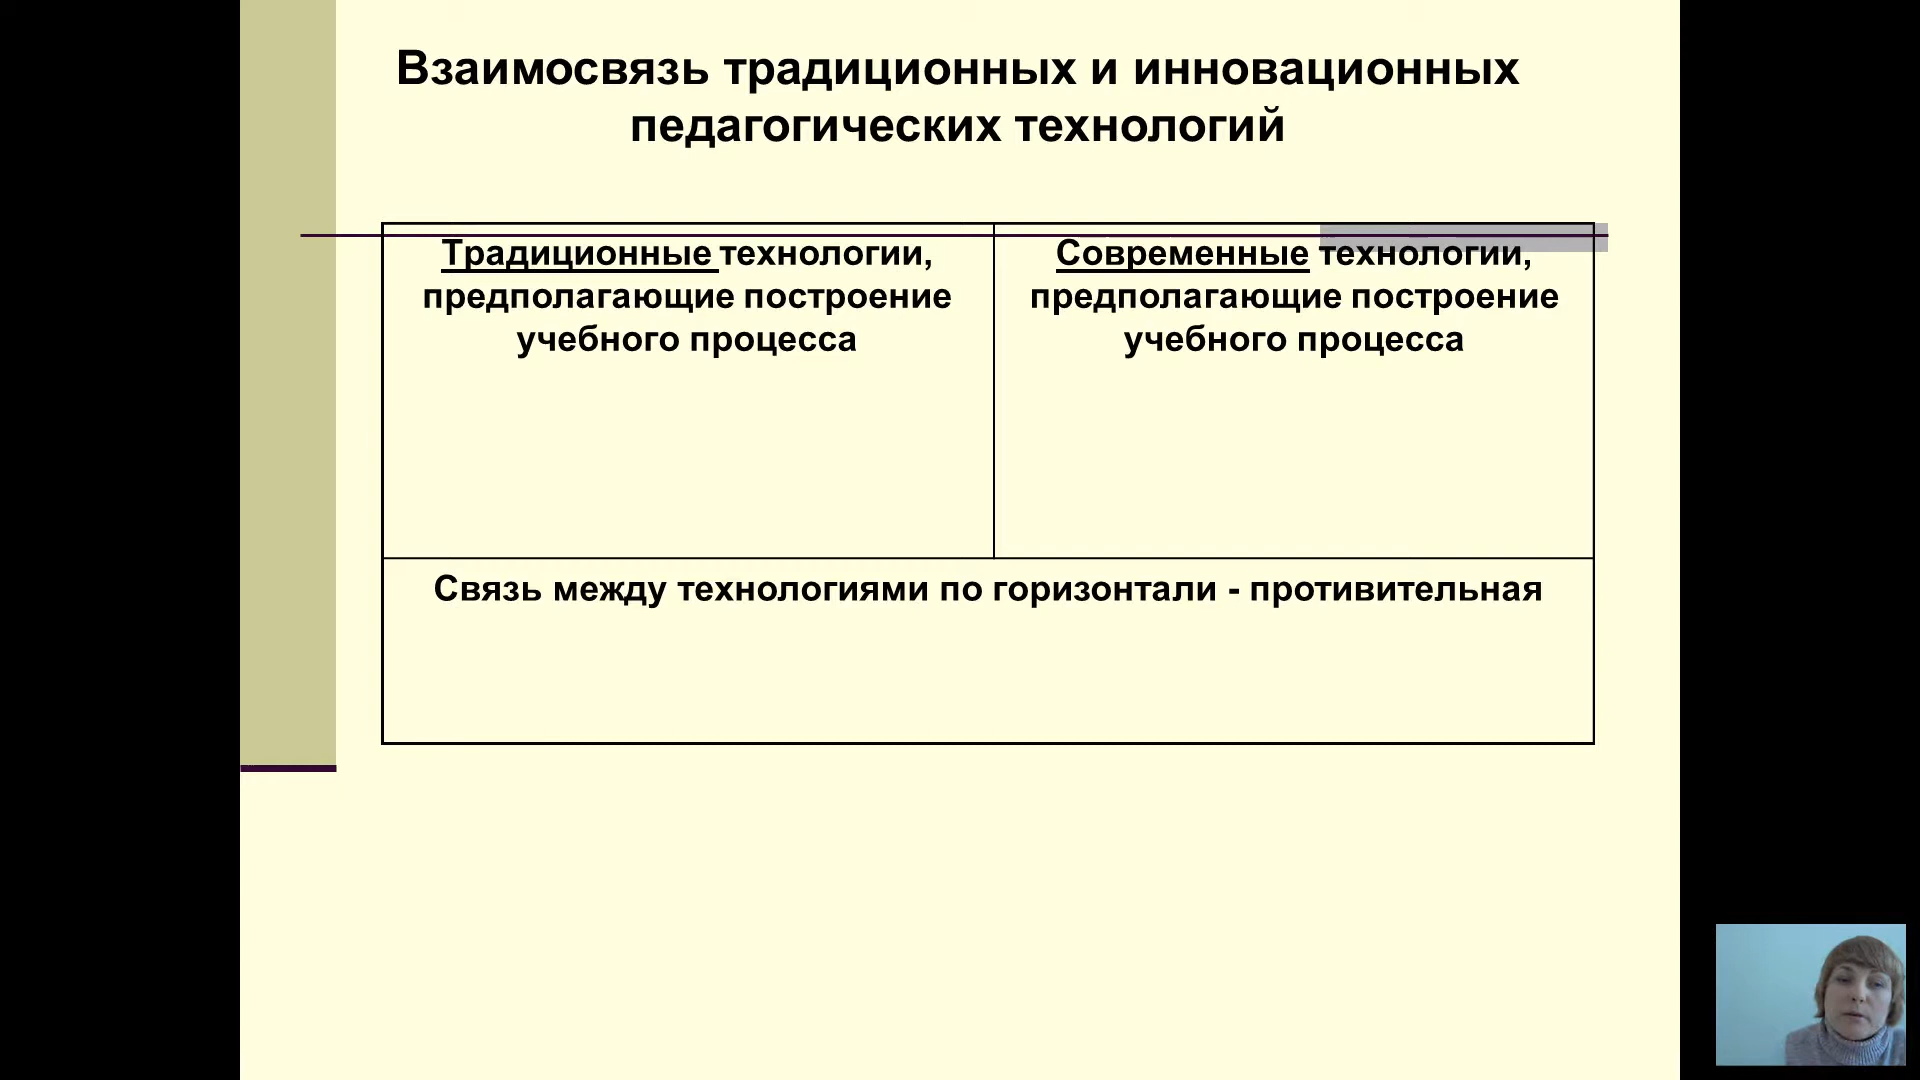 Взаимосвязь традиционных и инновационных
педагогических технологий
Традиционные технологии,
предполагающие построение
учебного процесса
Современные технологии,
предполагающие построение
учебного процесса
Связь между технологиями по горизонтали - противительная